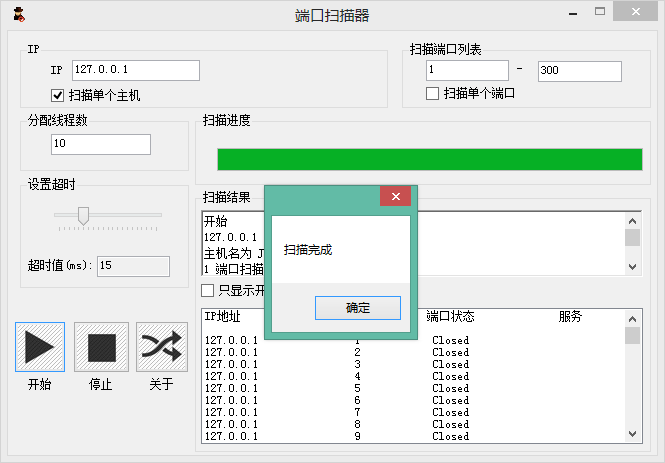 端口扫描器
IP
IP 127.0.0.1
扫描单个主机
扫描端口列表
1 - 300
扫描单个端口
分配线程数
10
扫描进度
设置超时
超时值(ms): 15
扫描结果
开始
127.0.0.1
主机名为 J
1 端口扫描
只显示开
扫描完成
确定
IP地址 端口状态 服务
127.0.0.1 1 Closed
127.0.0.1 2 Closed
127.0.0.1 3 Closed
127.0.0.1 4 Closed
127.0.0.1 5 Closed
127.0.0.1 6 Closed
127.0.0.1 7 Closed
127.0.0.1 8 Closed
127.0.0.1 9 Closed
开始 停止 关于